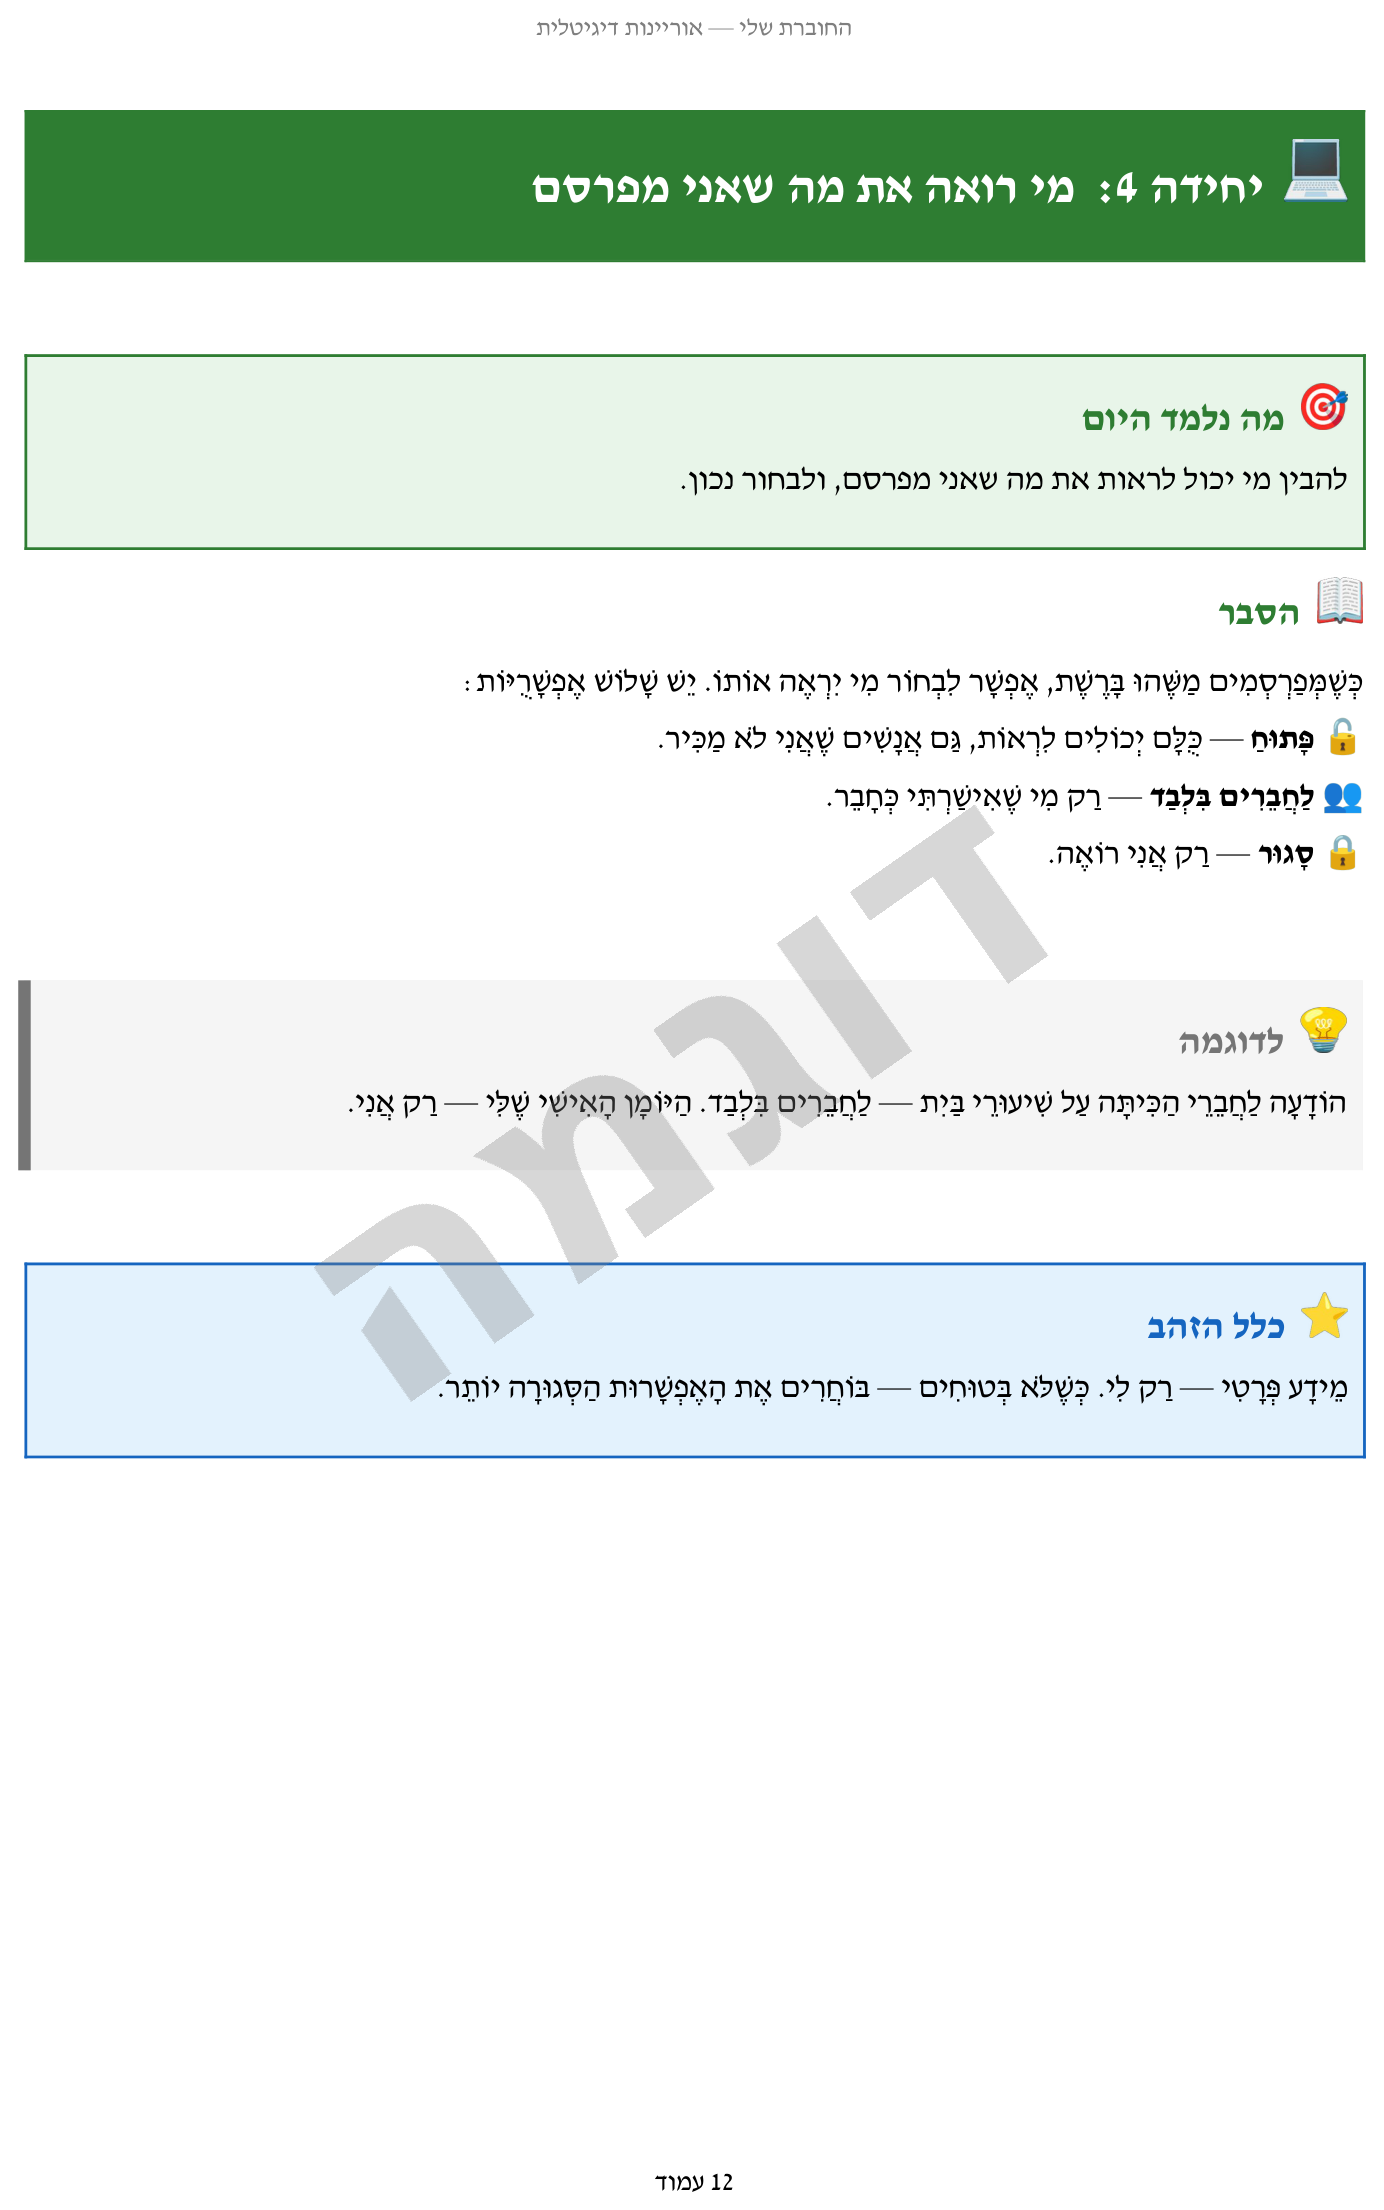 החוברת שלי — אוריינות דיגיטלית
💻 יחידה 4: מי רואה את מה שאני מפרסם
🎯 מה נלמד היום
להבין מי יכול לראות את מה שאני מפרסם, ולבחור נכון.
📖 הסבר
כְּשֶׁמְּפַרְסְמִים מַשֶּׁהוּ בָּרֶשֶׁת, אֶפְשָׁר לִבְחוֹר מִי יִרְאֶה אוֹתוֹ. יֵשׁ שָׁלוֹשׁ אֶפְשָׁרֻיּוֹת:
🔓 פָּתוּחַ — כֻּלָּם יְכוֹלִים לִרְאוֹת, גַּם אֲנָשִׁים שֶׁאֲנִי לֹא מַכִּיר.
👥 לַחֲבֵרִים בִּלְבַד — רַק מִי שֶׁאִישַׁרְתִּי כְּחָבֵר.
🔒 סָגוּר — רַק אֲנִי רוֹאֶה.
💡 לדוגמה
הוֹדָעָה לַחֲבֵרֵי הַכִּיתָּה עַל שִׁיעוּרֵי בַּיִת — לַחֲבֵרִים בִּלְבַד. הַיּוֹמָן הָאִישִׁי שֶׁלִּי — רַק אֲנִי.
⭐ כלל הזהב
מֵידָע פְּרָטִי — רַק לִי. כְּשֶׁלֹּא בְּטוּחִים — בּוֹחֲרִים אֶת הָאֶפְשָׁרוּת הַסְּגוּרָה יוֹתֵר.
דוגמה
12 עמוד